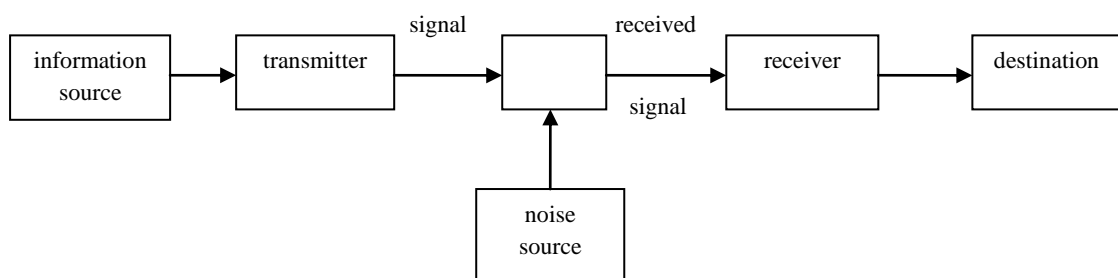 signal
received
information
source
transmitter
receiver
destination
signal
noise
source